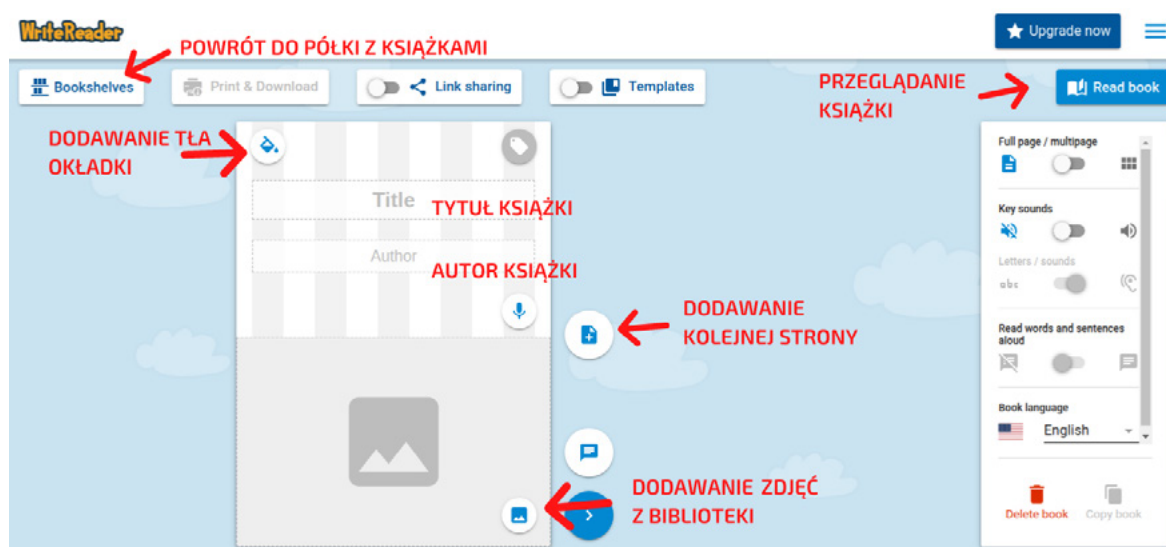 WriteReader
Upgrade now
POWRÓT DO PÓŁKI Z KSIĄŻKAMI
Bookshelves
Print & Download
Link sharing
Templates
PRZEGLĄDANIE
KSIĄŻKI
Read book
DODAWANIE TŁA
OKŁADKI
Title
TYTUŁ KSIĄŻKI
Author
AUTOR KSIĄŻKI
DODAWANIE
KOLEJNEJ STRONY
DODAWANIE ZDJĘĆ
Z BIBLIOTEKI
Full page / multipage
Key sounds
Letters / sounds
abc
Read words and sentences
aloud
Book language
English
Delete book
Copy book